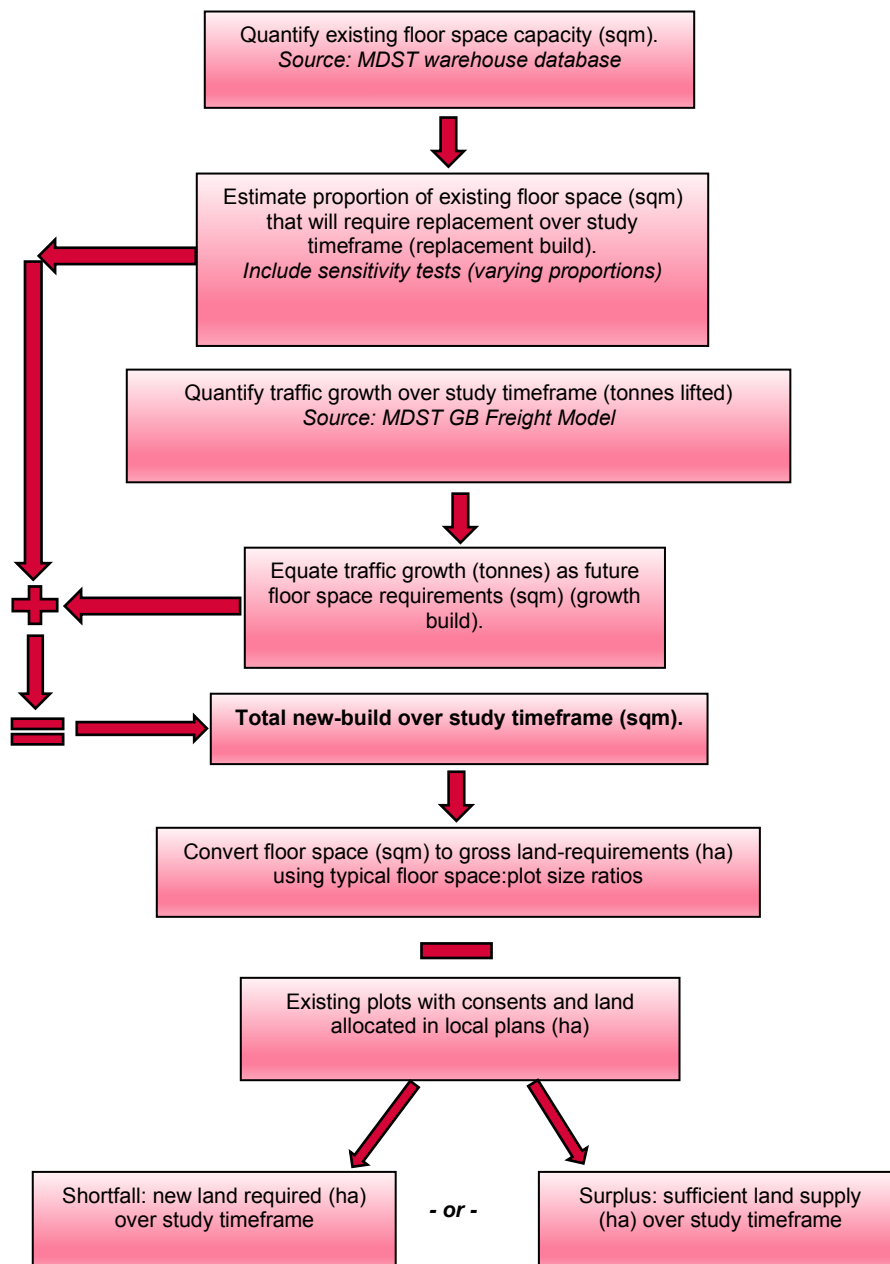 Quantify existing floor space capacity (sqm).
Source: MDST warehouse database
Estimate proportion of existing floor space (sqm)
that will require replacement over study
timeframe (replacement build).
Include sensitivity tests (varying proportions)
Quantify traffic growth over study timeframe (tonnes lifted)
Source: MDST GB Freight Model
Equate traffic growth (tonnes) as future
floor space requirements (sqm) (growth
build).
Total new-build over study timeframe (sqm).
Convert floor space (sqm) to gross land-requirements (ha)
using typical floor space:plot size ratios
Existing plots with consents and land
allocated in local plans (ha)
Shortfall: new land required (ha)
over study timeframe
- or -
Surplus: sufficient land supply
(ha) over study timeframe